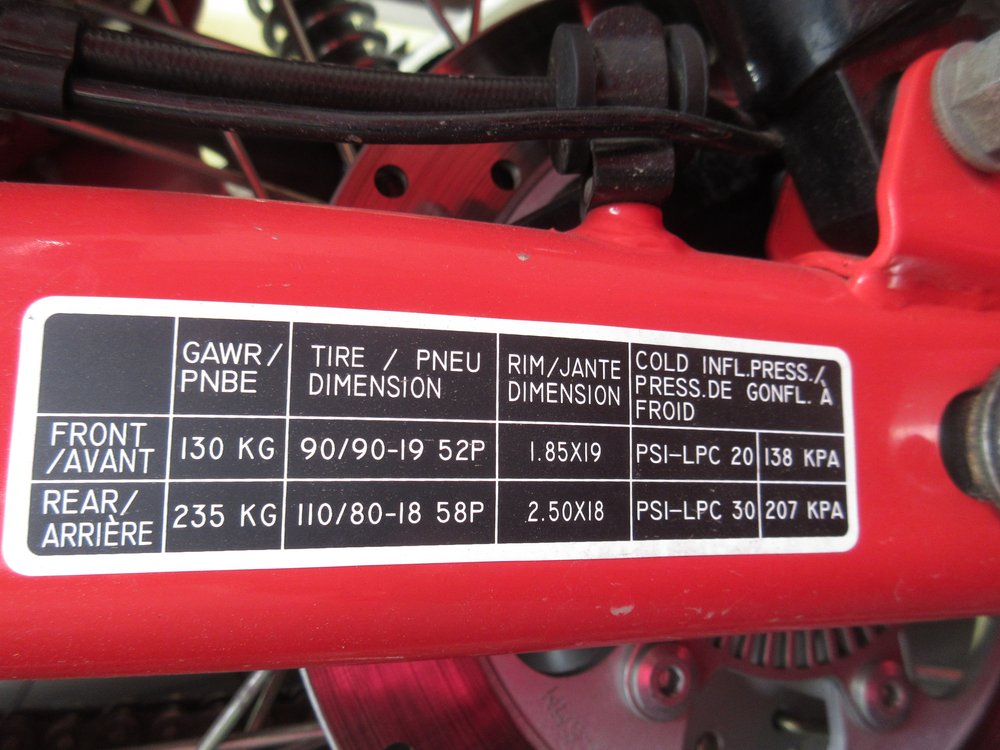 GAWR/
PNBE
TIRE / PNEU
DIMENSION
RIM/JANTE
DIMENSION
COLD INFL.PRESS./
PRESS.DE GONFL. À
FROID
FRONT
/AVANT
130 KG
90/90-19 52P
1.85X19
PSI-LPC 20
138 KPA
REAR/
ARRIÈRE
235 KG
110/80-18 58P
2.50X18
PSI-LPC 30
207 KPA